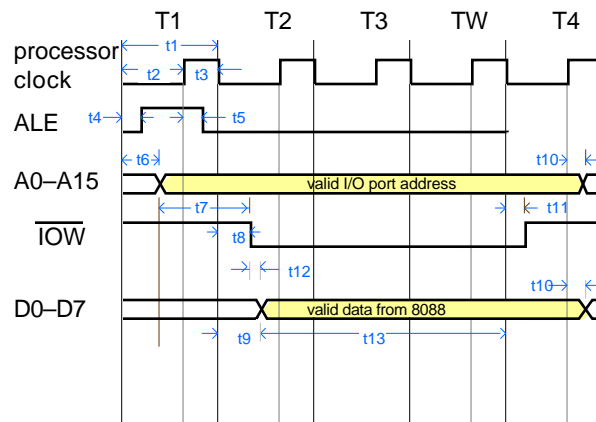 T1 T2 T3 TW T4
t1
processor
clock
t2 t3
t4 t5
ALE
t6 t10
A0–A15 valid I/O port address
t7 t11
IOW
t8
t12
t10
D0–D7 valid data from 8088
t9 t13